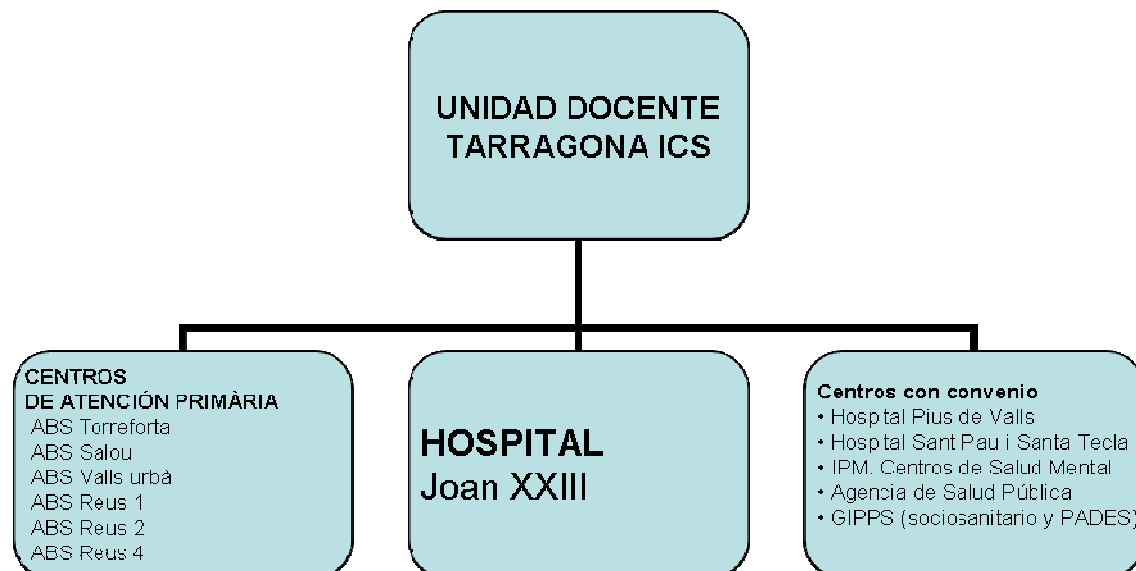 UNIDAD DOCENTE
TARRAGONA ICS
CENTROS
DE ATENCIÓN PRIMÀRIA
ABS Torreforta
ABS Salou
ABS Valls urbà
ABS Reus 1
ABS Reus 2
ABS Reus 4
HOSPITAL
Joan XXIII
Centros con convenio
• Hospital Pius de Valls
• Hospital Sant Pau i Santa Tecla
• IPM. Centros de Salud Mental
• Agencia de Salud Pública
• GIPPS (sociosanitario y PADES)